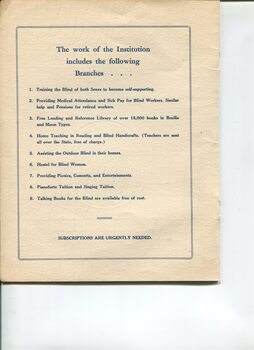 The work of the Institution
includes the following
Branches . . .
1. Training the Blind of both Sexes to become self-supporting.
2. Providing Medical Attendance and Sick Pay for Blind Workers. Similar
help and Pensions for retired workers.
3. Free Lending and Reference Library of over 18,000 books in Braille
and Moon Types.
4. Home Teaching in Reading and Blind Handicrafts. (Teachers are sent
all over the State, free of charge.)
5. Assisting the Outdoor Blind in their homes.
6. Hostel for Blind Women.
7. Providing Picnics, Concerts, and Entertainments.
8. Pianoforte Tuition and Singing Tuition.
9. Talking Books for the Blind are available free of cost.
SUBSCRIPTIONS ARE URGENTLY NEEDED.